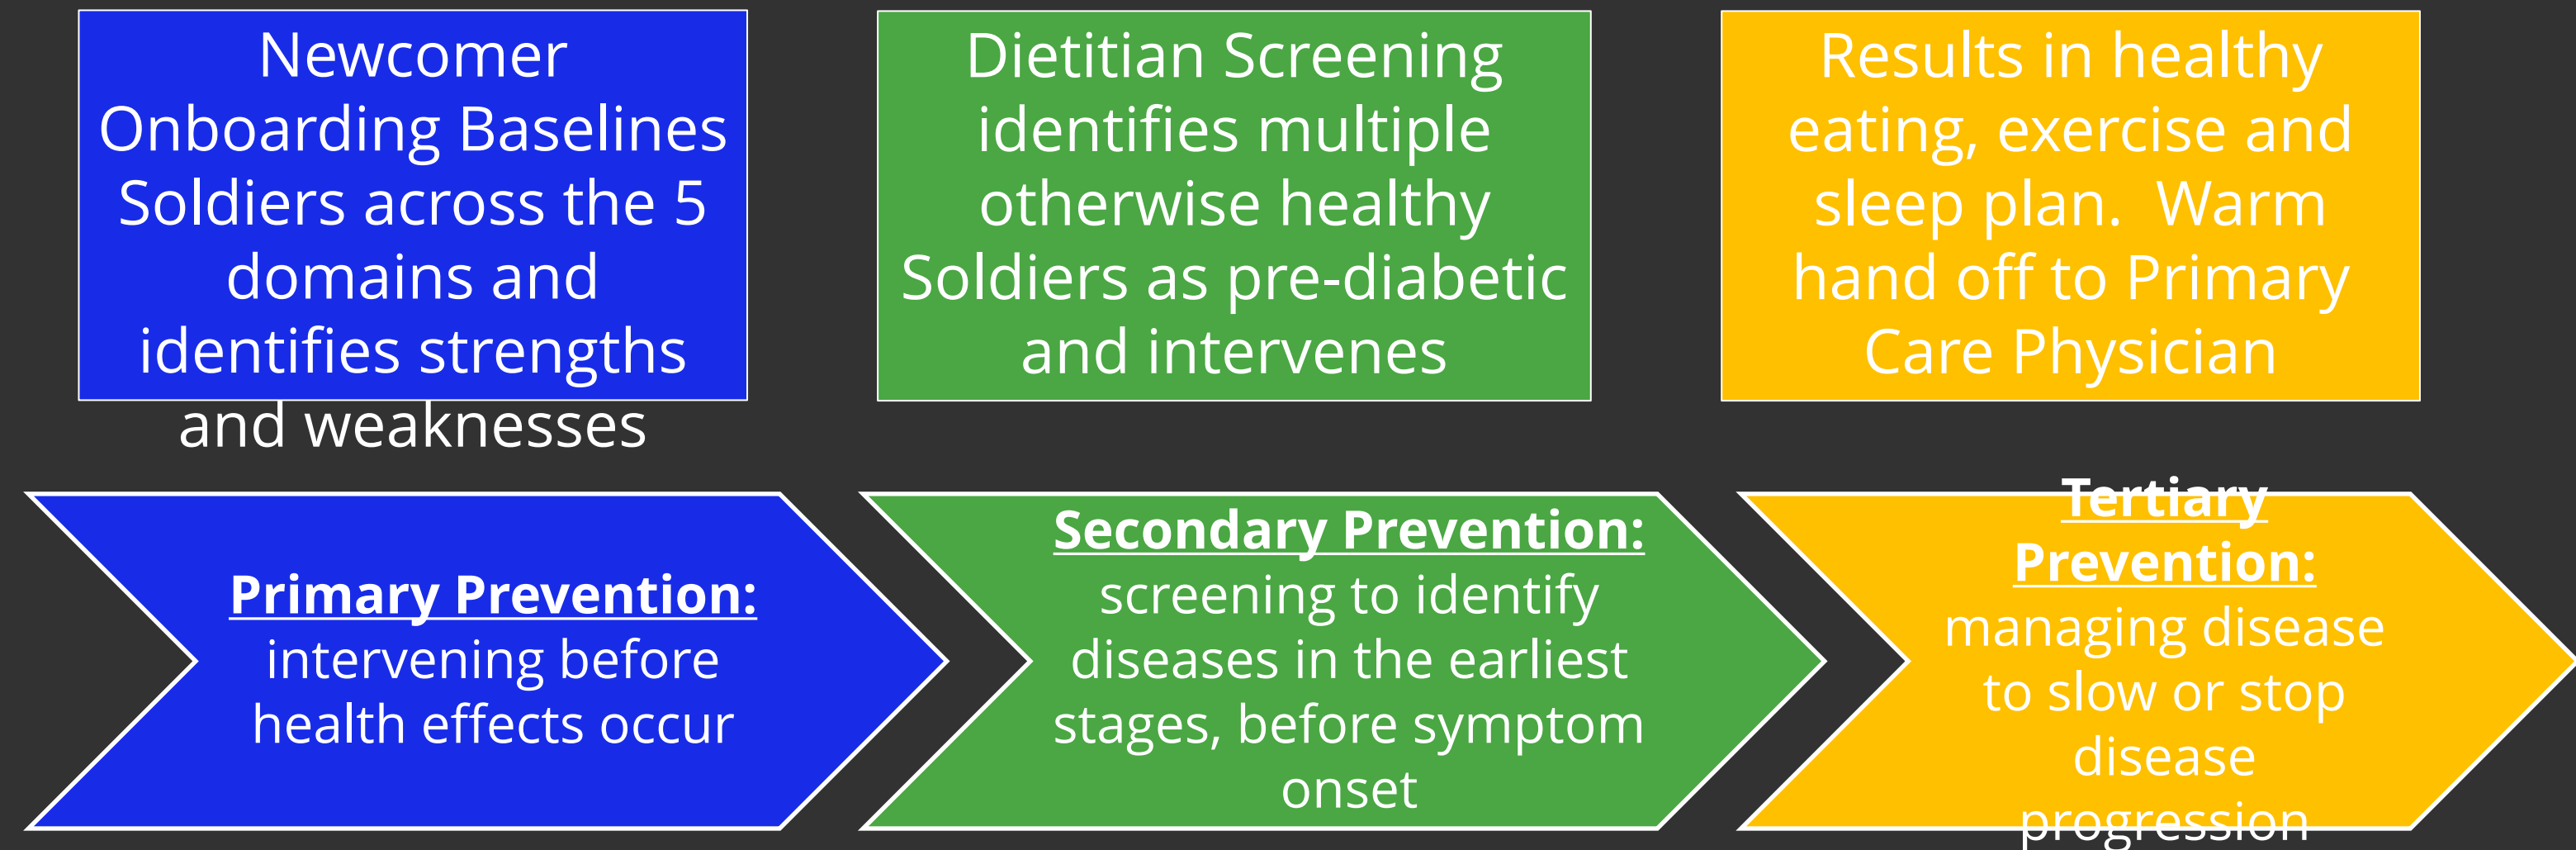 Newcomer
Onboarding Baselines
Soldiers across the 5
domains and
identifies strengths
and weaknesses
Dietitian Screening
identifies multiple
otherwise healthy
Soldiers as pre-diabetic
and intervenes
Results in healthy
eating, exercise and
sleep plan.  Warm
hand off to Primary
Care Physician
Primary Prevention:
intervening before
health effects occur
Secondary Prevention:
screening to identify
diseases in the earliest
stages, before symptom
onset
Tertiary
Prevention:
managing disease
to slow or stop
disease
progression